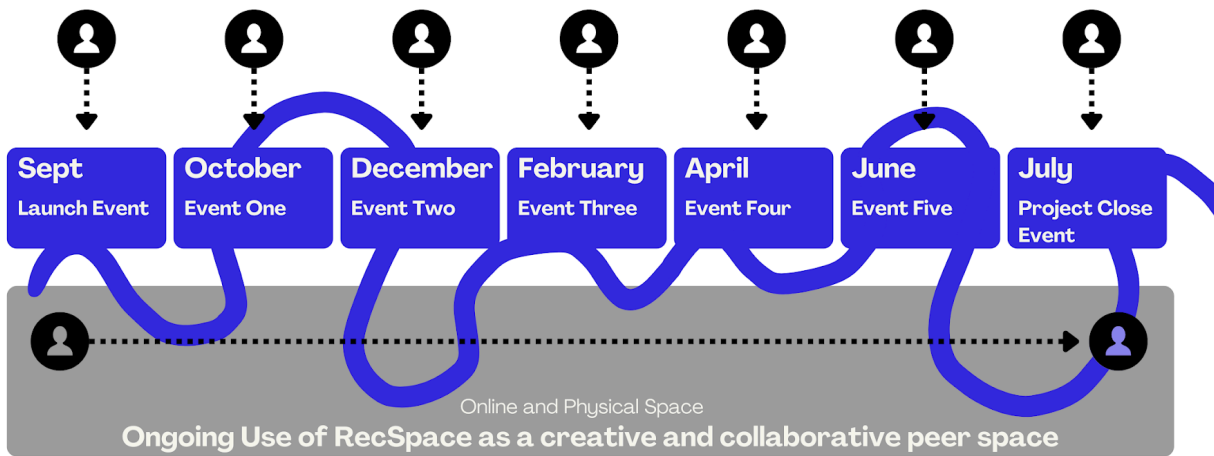 Sept
Launch Event
October
Event One
December
Event Two
February
Event Three
April
Event Four
June
Event Five
July
Project Close
Event
Online and Physical Space
Ongoing Use of RecSpace as a creative and collaborative peer space